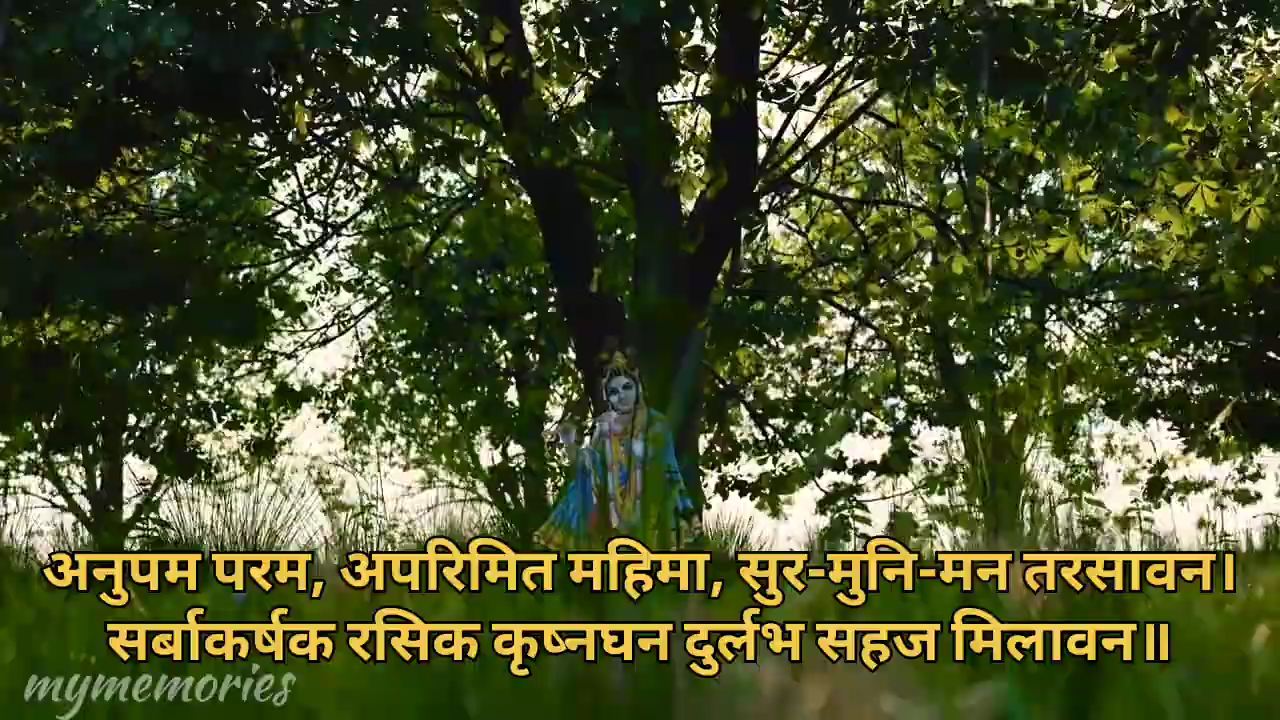 अनुपम परम, अपरिमित महिमा, सुर-मुनि-मन तरसावन।
सर्बाकर्षक रसिक कृष्नघन दुर्लभ सहज मिलावन॥
mymemories